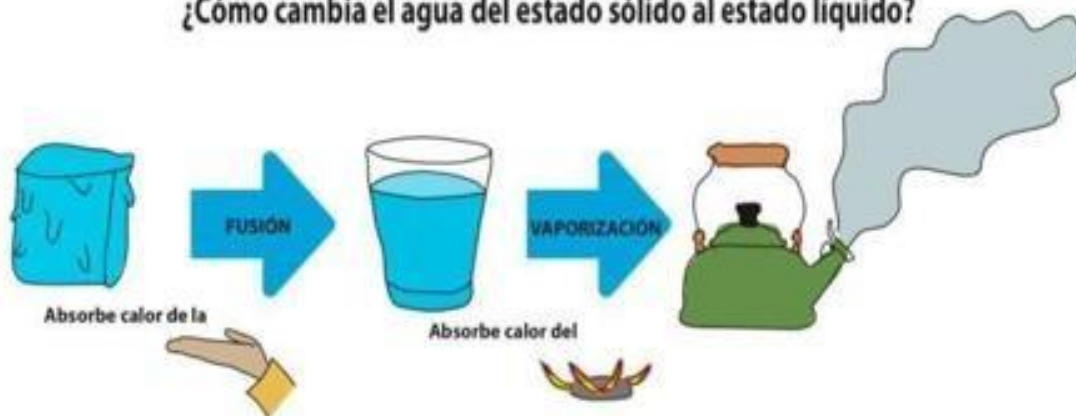 ¿Cómo cambia el agua del estado sólido al estado líquido?
FUSIÓN
VAPORIZACIÓN
Absorbe calor de la
Absorbe calor del